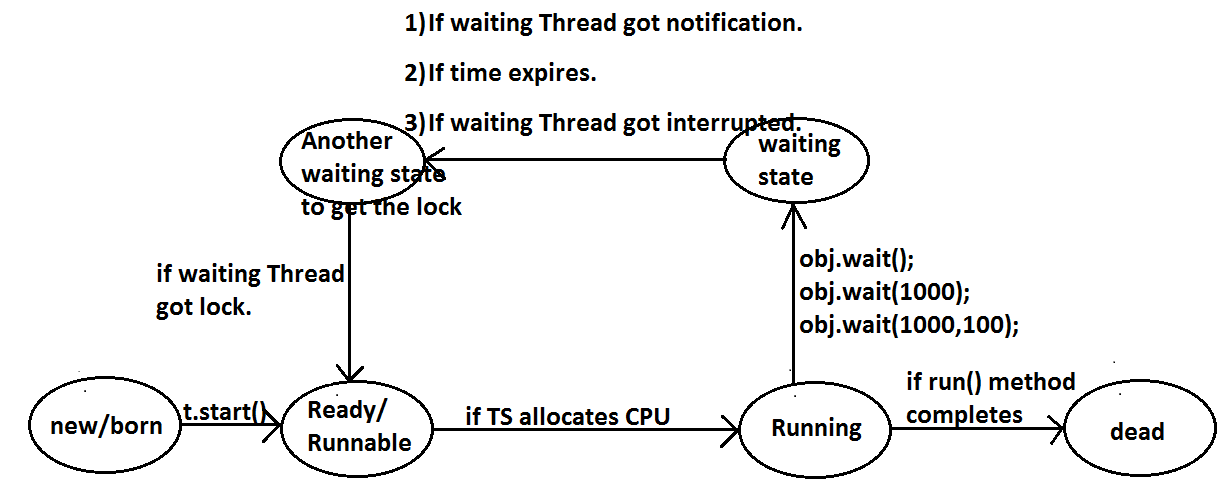 1)If waiting Thread got notification.
2)If time expires.
3)If waiting Thread got interrupted.
Another
waiting state
to get the lock
waiting
state
if waiting Thread
got lock.
obj.wait();
obj.wait(1000);
obj.wait(1000,100);
new/born
t.start()
Ready/
Runnable
if TS allocates CPU
Running
if run() method
completes
dead